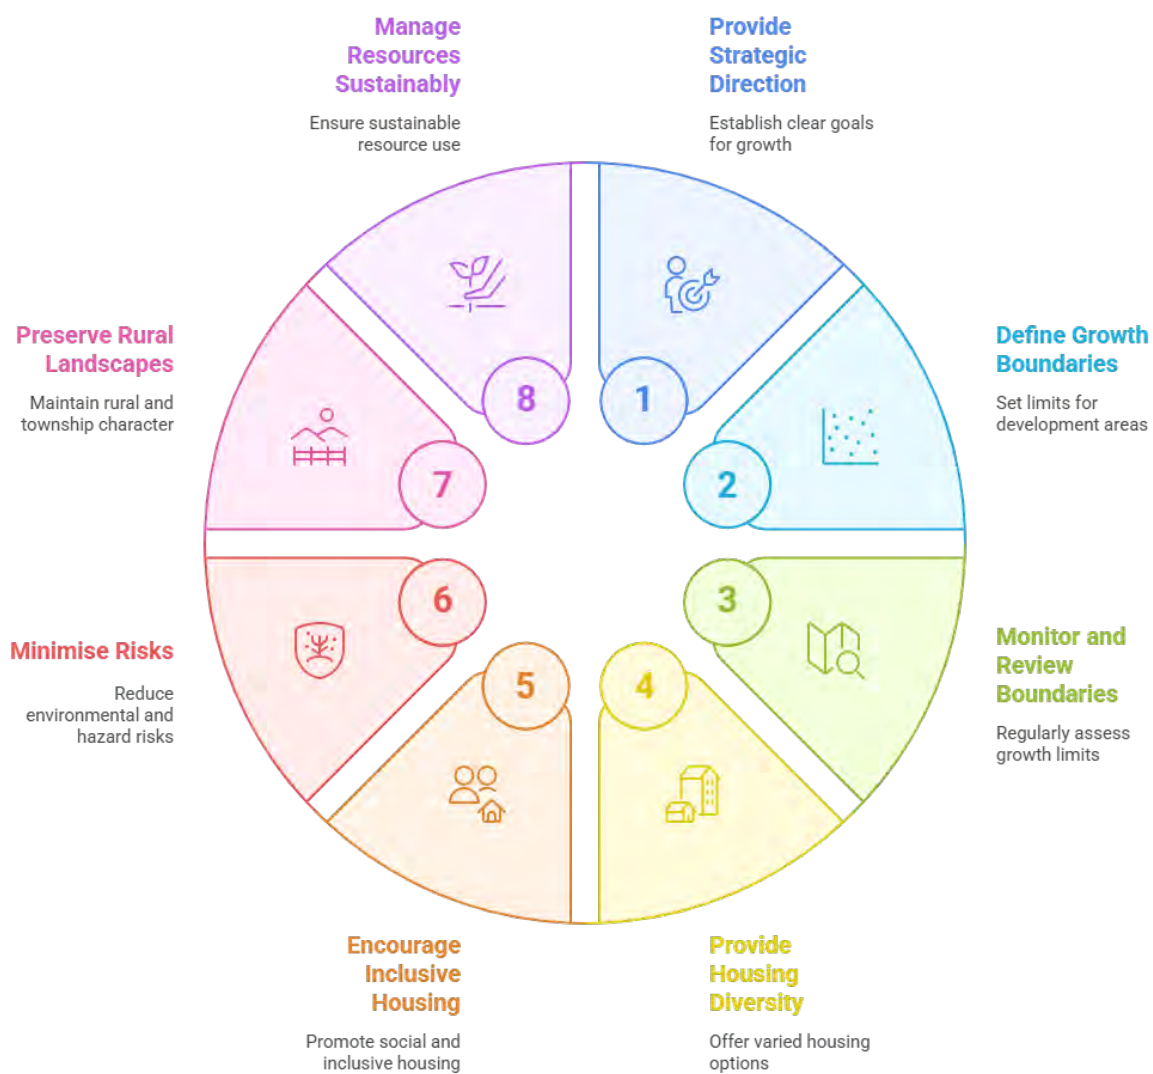 Provide
Strategic
Direction
Establish clear goals
for growth
1
Define Growth
Boundaries
Set limits for
development areas
2
Monitor and
Review
Boundaries
Regularly assess
growth limits
3
Provide
Housing
Diversity
Offer varied housing
options
4
Encourage
Inclusive
Housing
Promote social and
inclusive housing
5
Minimise Risks
Reduce
environmental and
hazard risks
6
Preserve Rural
Landscapes
Maintain rural and
township character
7
Manage
Resources
Sustainably
Ensure sustainable
resource use
8